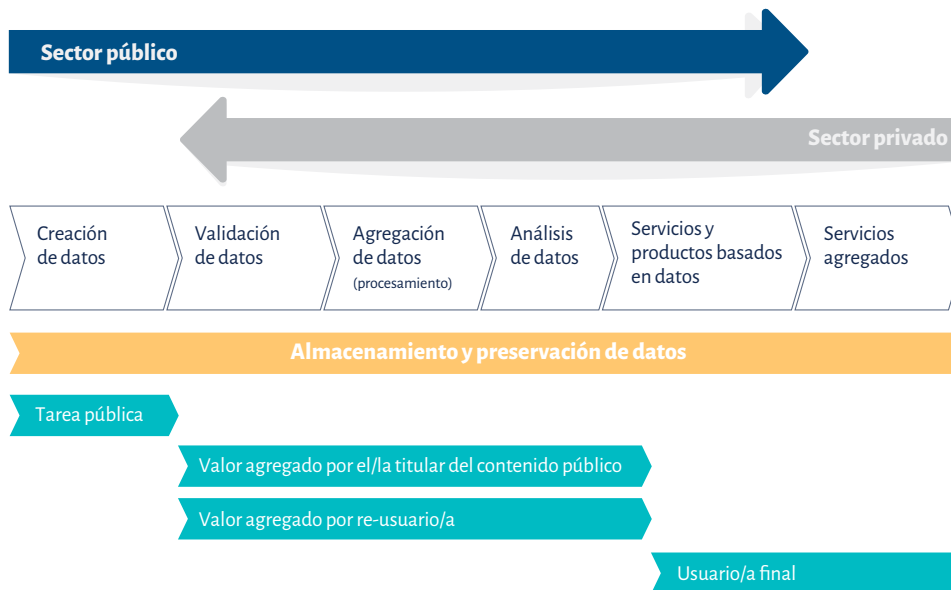 Sector público
Sector privado
Creación
de datos
Validación
de datos
Agregación
de datos
(procesamiento)
Análisis
de datos
Servicios y
productos basados
en datos
Servicios
agregados
Almacenamiento y preservación de datos
Tarea pública
Valor agregado por el/la titular del contenido público
Valor agregado por re-usuario/a
Usuario/a final